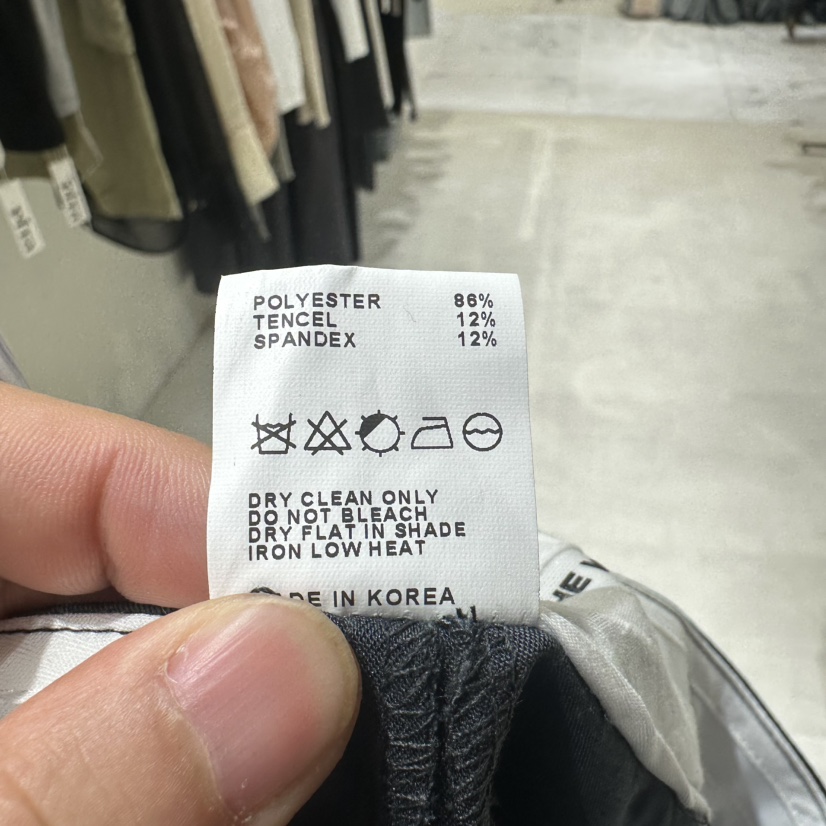 POLYESTER 86%
TENCEL 12%
SPANDEX 12%
DRY CLEAN ONLY
DO NOT BLEACH
DRY FLAT IN SHADE
IRON LOW HEAT
DE IN KOREA
HE